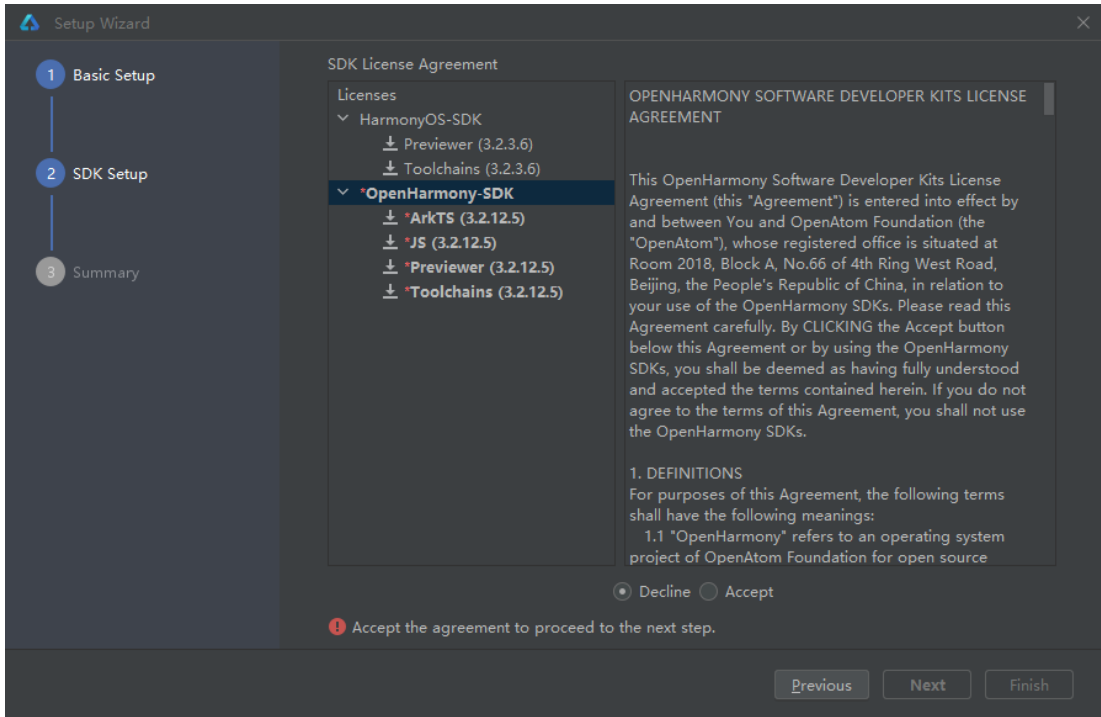 Setup Wizard
1 Basic Setup
2 SDK Setup
3 Summary
SDK License Agreement
Licenses
HarmonyOS-SDK
Previewer (3.2.3.6)
Toolchains (3.2.3.6)
*OpenHarmony-SDK
*ArkTS (3.2.12.5)
*JS (3.2.12.5)
*Previewer (3.2.12.5)
*Toolchains (3.2.12.5)
OPENHARMONY SOFTWARE DEVELOPER KITS LICENSE
AGREEMENT
This OpenHarmony Software Developer Kits License
Agreement (this "Agreement") is entered into effect by
and between You and OpenAtom Foundation (the
"OpenAtom"), whose registered office is situated at
Room 2018, Block A, No.66 of 4th Ring West Road,
Beijing, the People's Republic of China, in relation to
your use of the OpenHarmony SDKs. Please read this
Agreement carefully. By CLICKING the Accept button
below this Agreement or by using the OpenHarmony
SDKs, you shall be deemed as having fully understood
and accepted the terms contained herein. If you do not
agree to the terms of this Agreement, you shall not use
the OpenHarmony SDKs.
1. DEFINITIONS
For purposes of this Agreement, the following terms
shall have the following meanings:
1.1 "OpenHarmony" refers to an operating system
project of OpenAtom Foundation for open source
Decline Accept
Accept the agreement to proceed to the next step.
Previous Next Finish